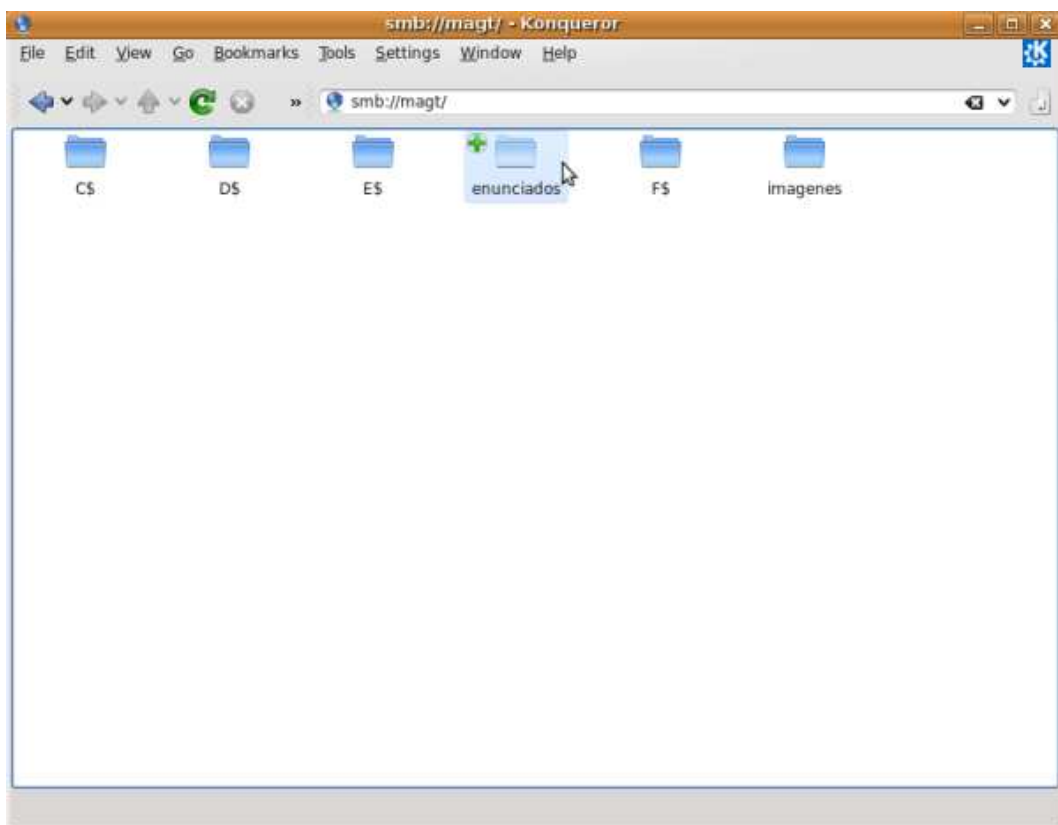 smb://magt/ - Konqueror
File Edit View Go Bookmarks Tools Settings Window Help
» smb://magt/
C$ D$ E$ enunciados F$ imagenes